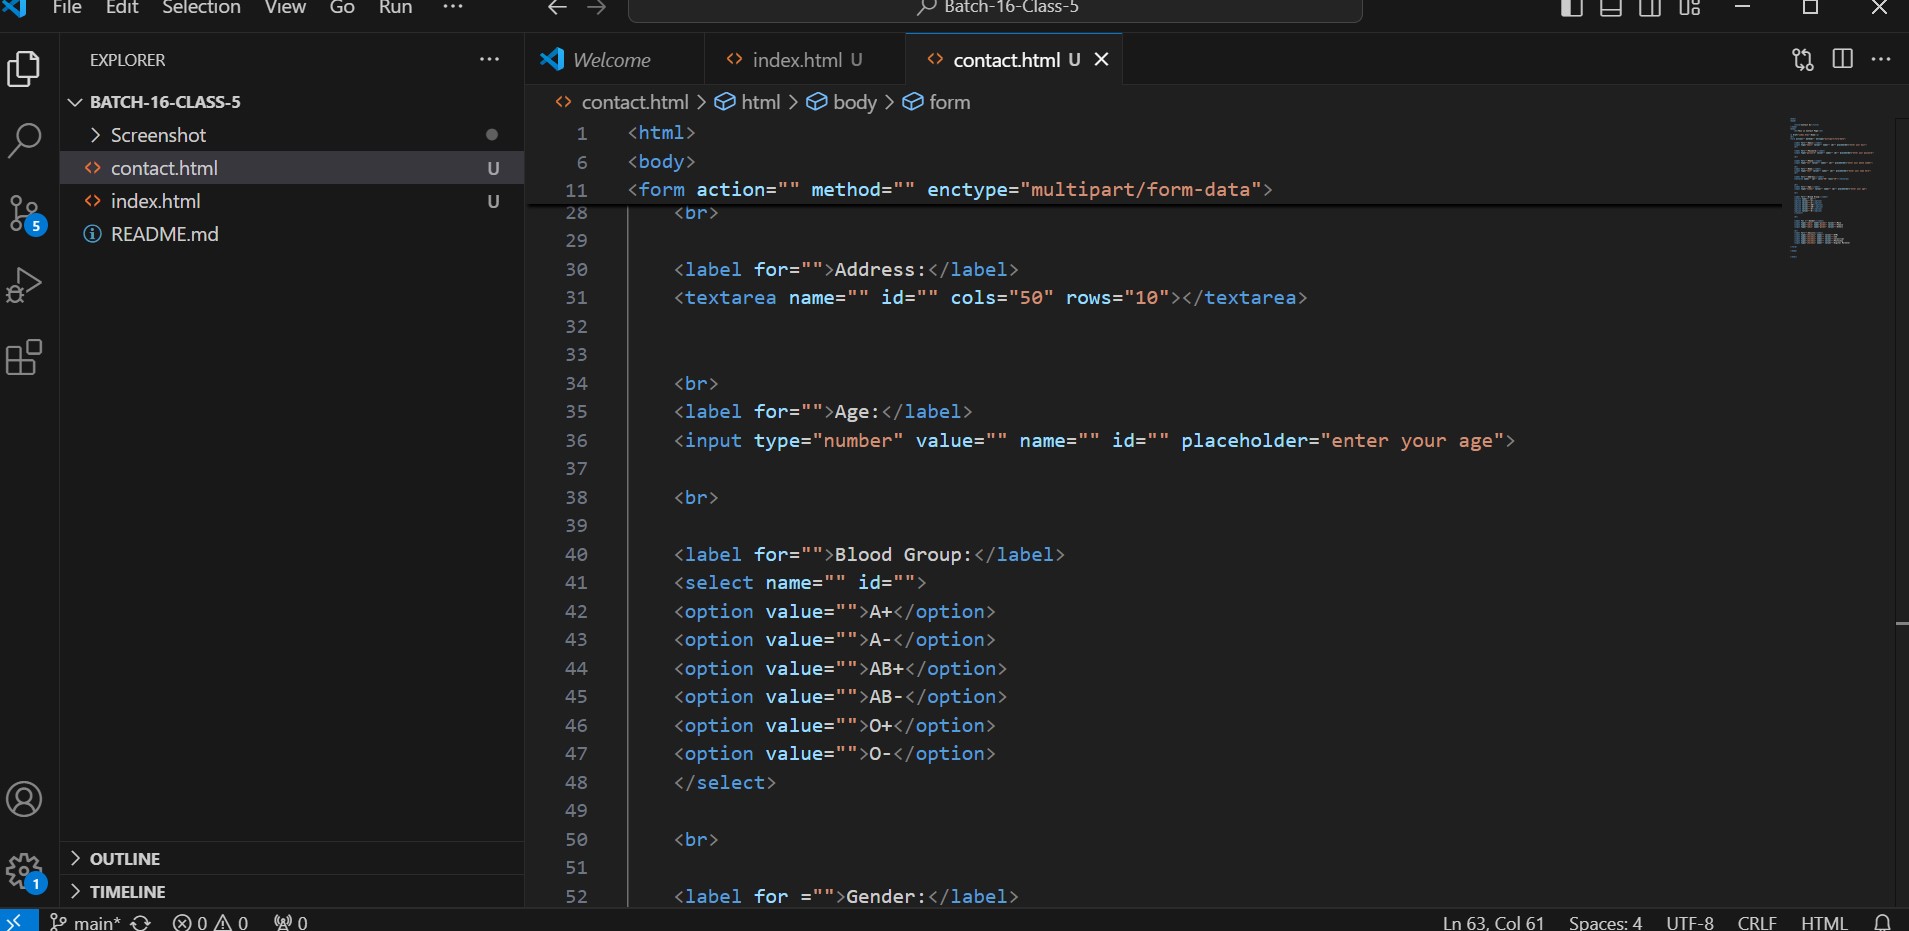 File Edit Selection View Go Run ···
Batch-16-Class-5
EXPLORER
BATCH-16-CLASS-5
Screenshot
contact.html U
index.html U
README.md
OUTLINE
TIMELINE
5
1
Welcome
index.html U
contact.html U
contact.html > html > body > form
1 <html>
6 <body>
11 <form action="" method="" enctype="multipart/form-data">
28 <br>
29
30 <label for="">Address:</label>
31 <textarea name="" id="" cols="50" rows="10"></textarea>
32
33
34 <br>
35 <label for="">Age:</label>
36 <input type="number" value="" name="" id="" placeholder="enter your age">
37
38 <br>
39
40 <label for="">Blood Group:</label>
41 <select name="" id="">
42 <option value="">A+</option>
43 <option value="">A-</option>
44 <option value="">AB+</option>
45 <option value="">AB-</option>
46 <option value="">O+</option>
47 <option value="">O-</option>
48 </select>
49
50 <br>
51
52 <label for ="">Gender:</label>
main* 0 0 0 Ln 63, Col 61 Spaces: 4 UTF-8 CRLF HTML